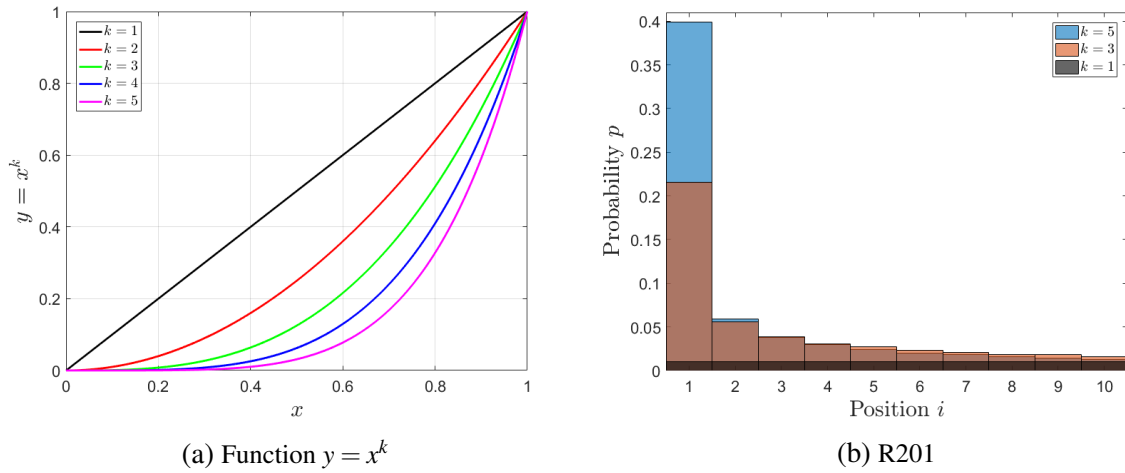 1
0.8
0.6
0.4
0.2
0
0 0.2 0.4 0.6 0.8 1
y = x^k
x
k = 1
k = 2
k = 3
k = 4
k = 5
(a) Function y = x^k
0.4
0.35
0.3
0.25
0.2
0.15
0.1
0.05
0
1 2 3 4 5 6 7 8 9 10
Probability p
Position i
k = 5
k = 3
k = 1
(b) R201